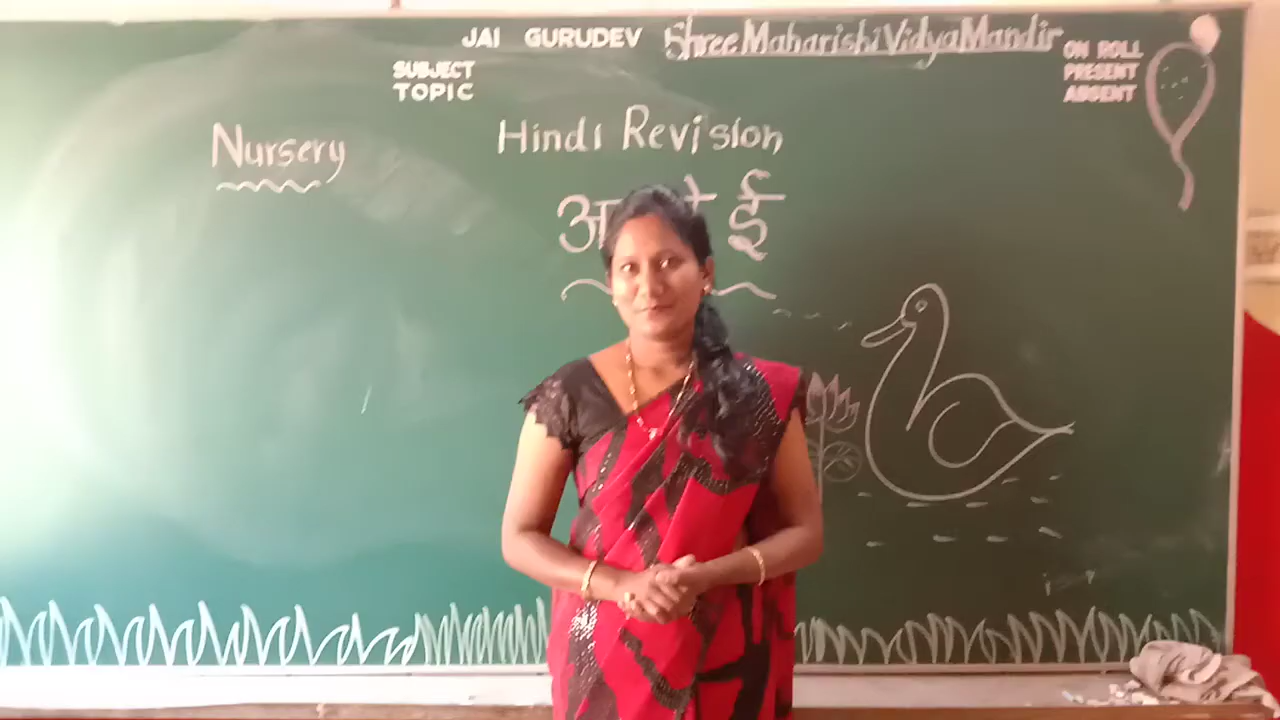 JAI GURUDEV Shree Maharishi Vidya Mandir
SUBJECT
TOPIC
ON ROLL
PRESENT
ABSENT
Nursery
Hindi Revision
अ ई